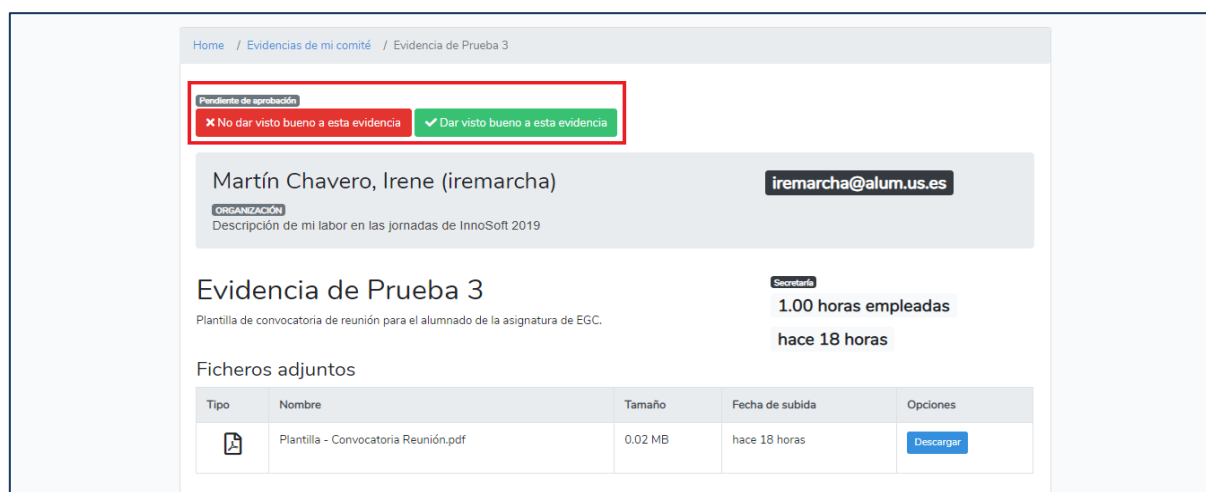 Home / Evidencias de mi comité / Evidencia de Prueba 3
Pendiente de aprobación
No dar visto bueno a esta evidencia Dar visto bueno a esta evidencia
Martín Chavero, Irene (iremarcha) iremarcha@alum.us.es
ORGANIZACIÓN
Descripción de mi labor en las jornadas de InnoSoft 2019
Evidencia de Prueba 3
Plantilla de convocatoria de reunión para el alumnado de la asignatura de EGC.
Secretaría
1.00 horas empleadas
hace 18 horas
Ficheros adjuntos
Tipo Nombre Tamaño Fecha de subida Opciones
Plantilla - Convocatoria Reunión.pdf 0.02 MB hace 18 horas Descargar